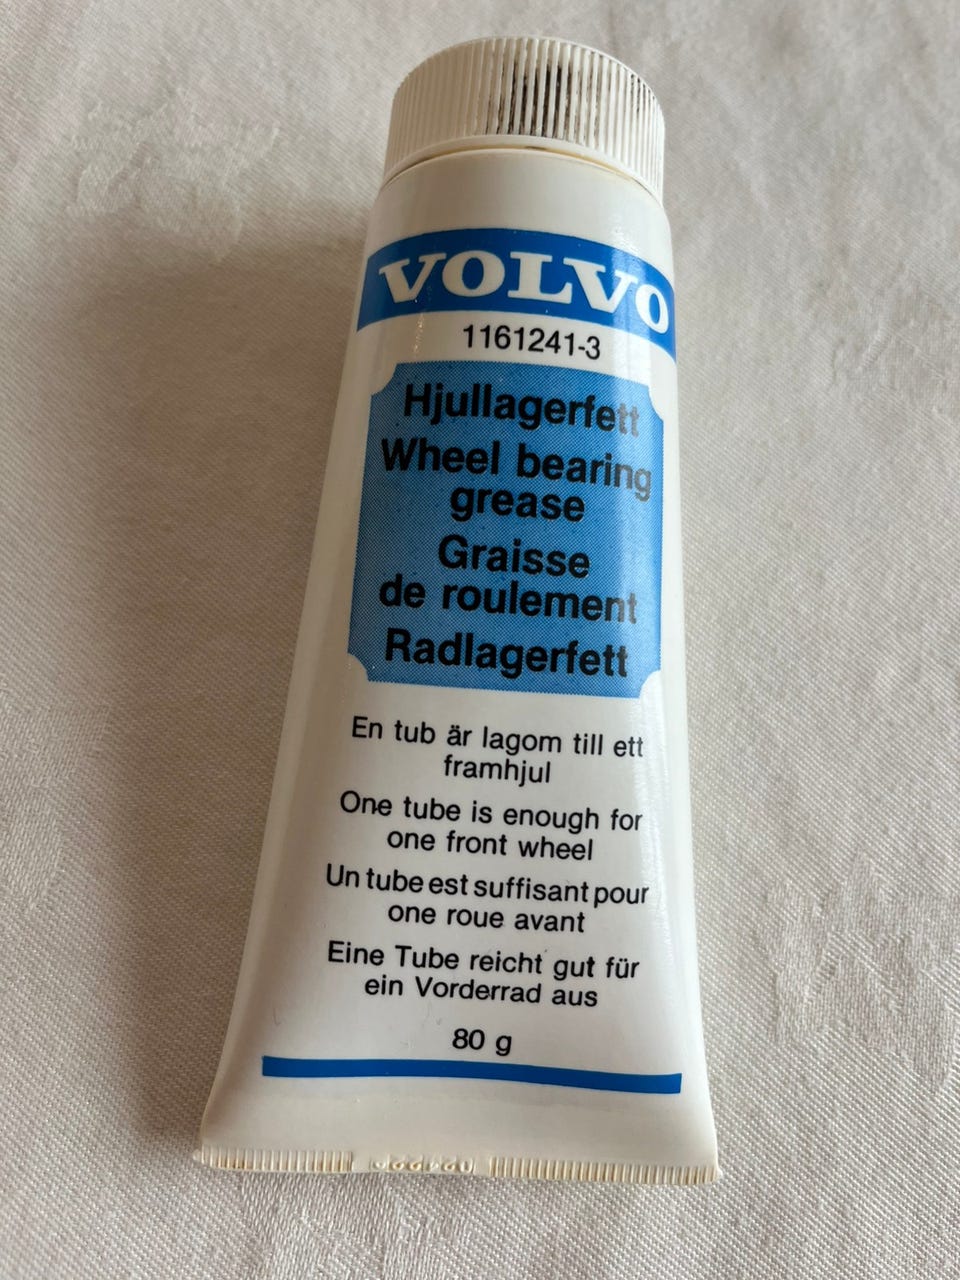 VOLVO
1161241-3
Hjullagerfett
Wheel bearing
grease
Graisse
de roulement
Radlagerfett
En tub är lagom till ett
framhjul
One tube is enough for
one front wheel
Un tube est suffisant pour
one roue avant
Eine Tube reicht gut für
ein Vorderrad aus
80 g